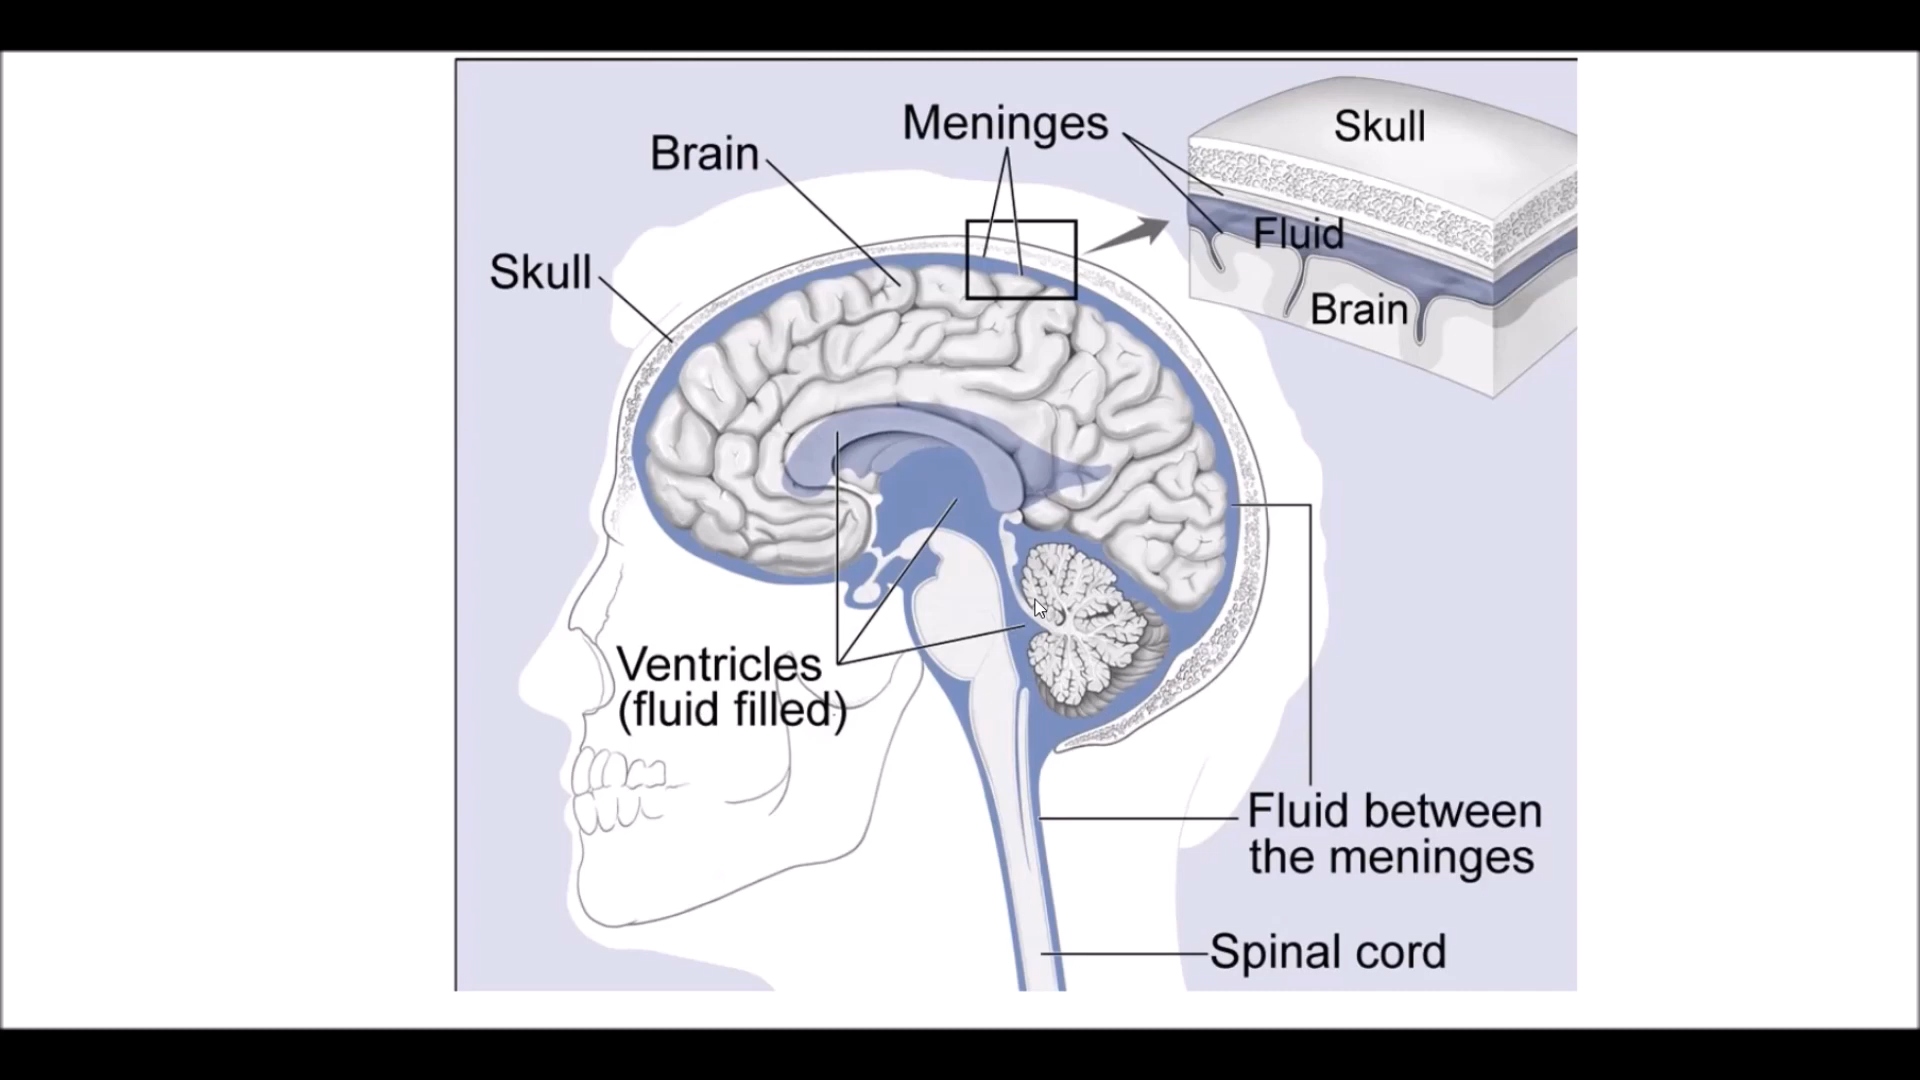 Meninges
Skull
Brain
Fluid
Skull
Brain
Ventricles
(fluid filled)
Fluid between
the meninges
Spinal cord